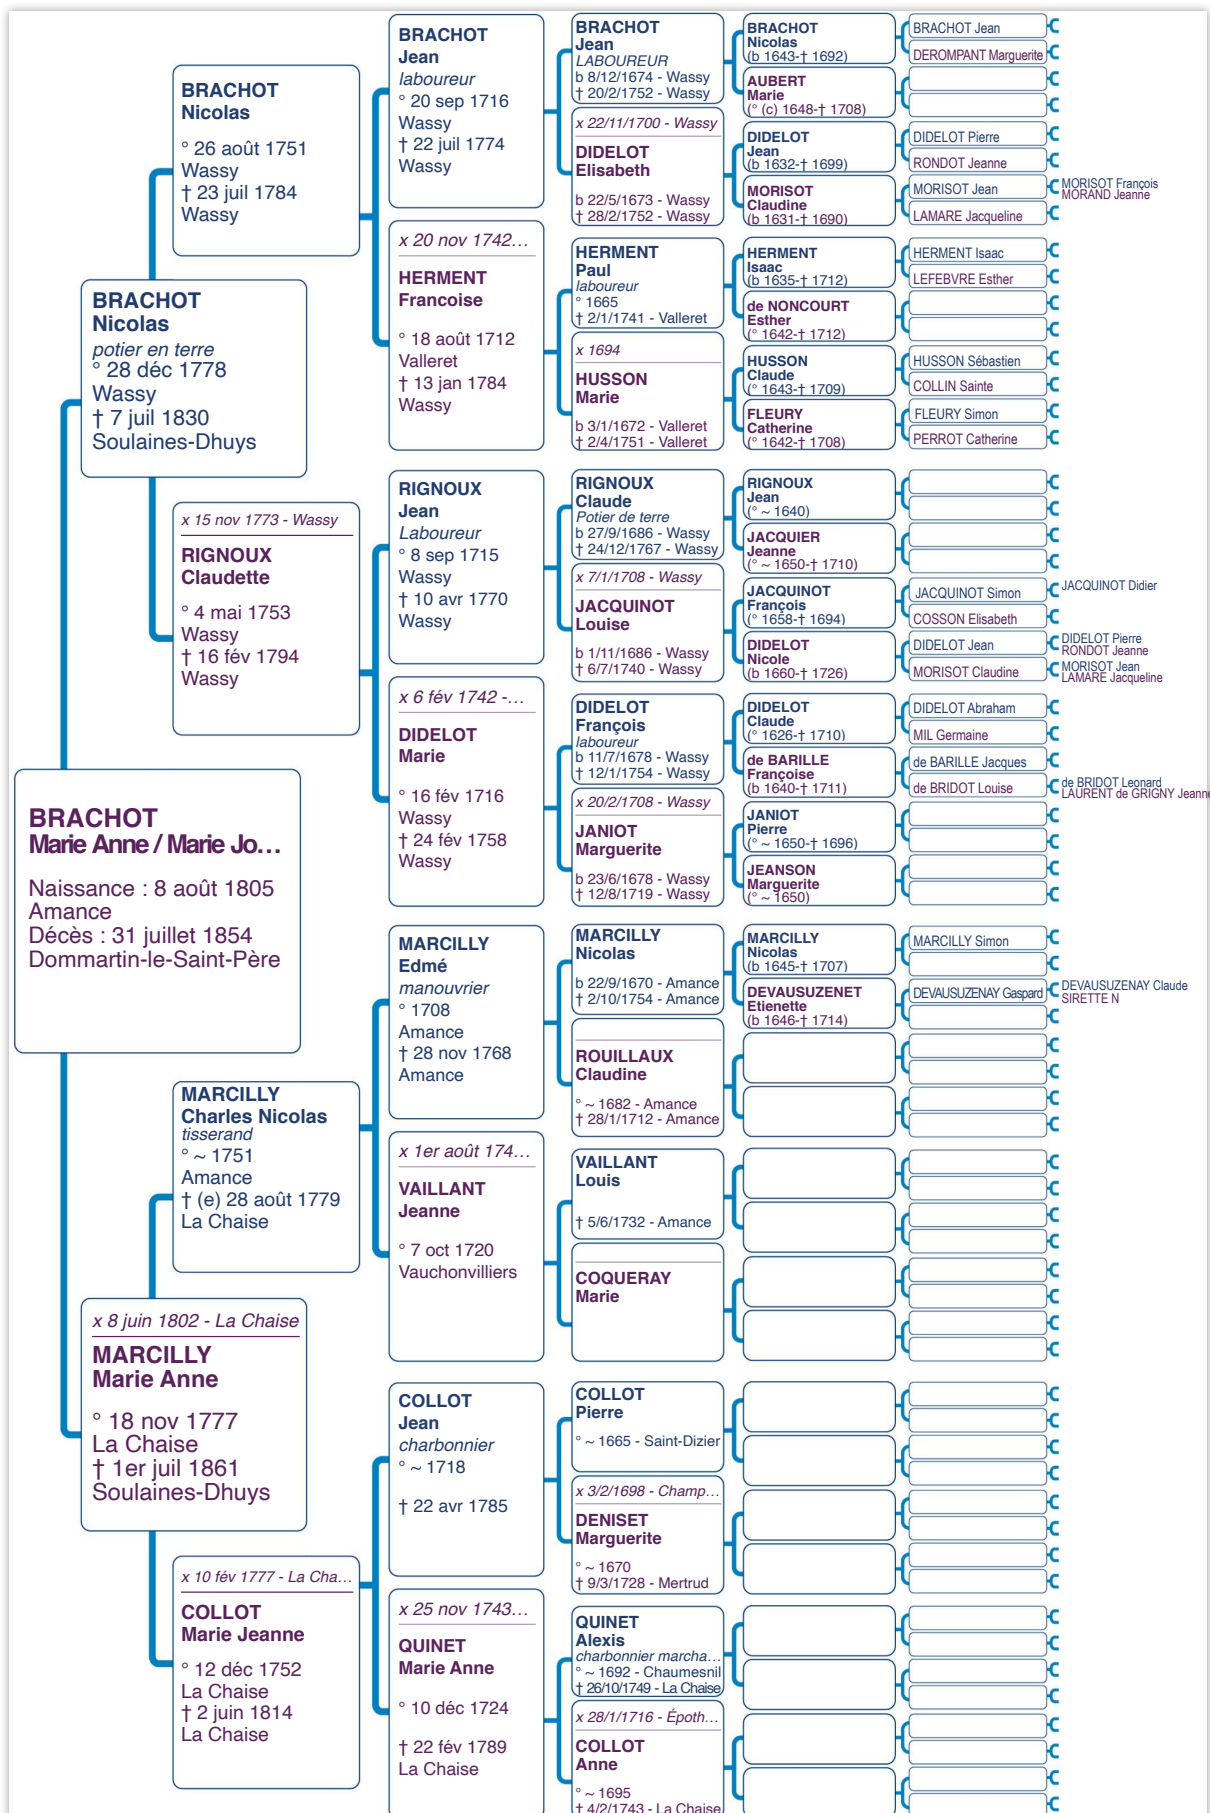 BRACHOT
Marie Anne / Marie Jo…
Naissance : 8 août 1805
Amance
Décès : 31 juillet 1854
Dommartin-le-Saint-Père
BRACHOT
Nicolas
potier en terre
° 28 déc 1778
Wassy
† 7 juil 1830
Soulaines-Dhuys
x 8 juin 1802 - La Chaise
MARCILLY
Marie Anne
° 18 nov 1777
La Chaise
† 1er juil 1861
Soulaines-Dhuys
BRACHOT
Nicolas
° 26 août 1751
Wassy
† 23 juil 1784
Wassy
x 15 nov 1773 - Wassy
RIGNOUX
Claudette
° 4 mai 1753
Wassy
† 16 fév 1794
Wassy
MARCILLY
Charles Nicolas
tisserand
° ~ 1751
Amance
† (e) 28 août 1779
La Chaise
x 10 fév 1777 - La Cha…
COLLOT
Marie Jeanne
° 12 déc 1752
La Chaise
† 2 juin 1814
La Chaise
BRACHOT
Jean
laboureur
° 20 sep 1716
Wassy
† 22 juil 1774
Wassy
x 20 nov 1742…
HERMENT
Francoise
° 18 août 1712
Valleret
† 13 jan 1784
Wassy
RIGNOUX
Jean
Laboureur
° 8 sep 1715
Wassy
† 10 avr 1770
Wassy
x 6 fév 1742 -…
DIDELOT
Marie
° 16 fév 1716
Wassy
† 24 fév 1758
Wassy
MARCILLY
Edmé
manouvrier
° 1708
Amance
† 28 nov 1768
Amance
x 1er août 174…
VAILLANT
Jeanne
° 7 oct 1720
Vauchonvilliers
COLLOT
Jean
charbonnier
° ~ 1718
† 22 avr 1785
x 25 nov 1743…
QUINET
Marie Anne
° 10 déc 1724
† 22 fév 1789
La Chaise
BRACHOT
Jean
LABOUREUR
b 8/12/1674 - Wassy
† 20/2/1752 - Wassy
x 22/11/1700 - Wassy
DIDELOT
Elisabeth
b 22/5/1673 - Wassy
† 28/2/1752 - Wassy
HERMENT
Paul
laboureur
° 1665
† 2/1/1741 - Valleret
x 1694
HUSSON
Marie
b 3/1/1672 - Valleret
† 2/4/1751 - Valleret
RIGNOUX
Claude
Potier de terre
b 27/9/1686 - Wassy
† 24/12/1767 - Wassy
x 7/1/1708 - Wassy
JACQUINOT
Louise
b 1/11/1686 - Wassy
† 6/7/1740 - Wassy
DIDELOT
François
laboureur
b 11/7/1678 - Wassy
† 12/1/1754 - Wassy
x 20/2/1708 - Wassy
JANIOT
Marguerite
b 23/6/1678 - Wassy
† 12/8/1719 - Wassy
MARCILLY
Nicolas
b 22/9/1670 - Amance
† 2/10/1754 - Amance
ROUILLAUX
Claudine
° ~ 1682 - Amance
† 28/1/1712 - Amance
VAILLANT
Louis
† 5/6/1732 - Amance
COQUERAY
Marie
COLLOT
Pierre
° ~ 1665 - Saint-Dizier
x 3/2/1698 - Champ…
DENISET
Marguerite
° ~ 1670
† 9/3/1728 - Mertrud
QUINET
Alexis
charbonnier marcha…
° ~ 1692 - Chaumesnil
† 26/10/1749 - La Chaise
x 28/1/1716 - Époth…
COLLOT
Anne
° ~ 1695
† 4/2/1743 - La Chaise
BRACHOT
Nicolas
(b 1643-† 1692)
AUBERT
Marie
(° (c) 1648-† 1708)
DIDELOT
Jean
(b 1632-† 1699)
MORISOT
Claudine
(b 1631-† 1690)
HERMENT
Isaac
(b 1635-† 1712)
de NONCOURT
Esther
(° 1642-† 1712)
HUSSON
Claude
(° 1643-† 1709)
FLEURY
Catherine
(° 1642-† 1708)
RIGNOUX
Jean
(° ~ 1640)
JACQUIER
Jeanne
(° ~ 1650-† 1710)
JACQUINOT
François
(° 1658-† 1694)
DIDELOT
Nicole
(b 1660-† 1726)
DIDELOT
Claude
(° 1626-† 1710)
de BARILLE
Françoise
(b 1640-† 1711)
JANIOT
Pierre
(° ~ 1650-† 1696)
JEANSON
Marguerite
(° ~ 1650)
MARCILLY
Nicolas
(b 1645-† 1707)
DEVAUSUZENET
Etienette
(b 1646-† 1714)
BRACHOT Jean
DEROMPANT Marguerite
DIDELOT Pierre
RONDOT Jeanne
MORISOT Jean
LAMARE Jacqueline
HERMENT Isaac
LEFEBVRE Esther
HUSSON Sébastien
COLLIN Sainte
FLEURY Simon
PERROT Catherine
JACQUINOT Simon
COSSON Elisabeth
DIDELOT Jean
MORISOT Claudine
DIDELOT Abraham
MIL Germaine
de BARILLE Jacques
de BRIDOT Louise
MARCILLY Simon
DEVAUSUZENAY Gaspard
MORISOT François
MORAND Jeanne
JACQUINOT Didier
DIDELOT Pierre
RONDOT Jeanne
MORISOT Jean
LAMARE Jacqueline
de BRIDOT Leonard
LAURENT de GRIGNY Jeanne
DEVAUSUZENAY Claude
SIRETTE N